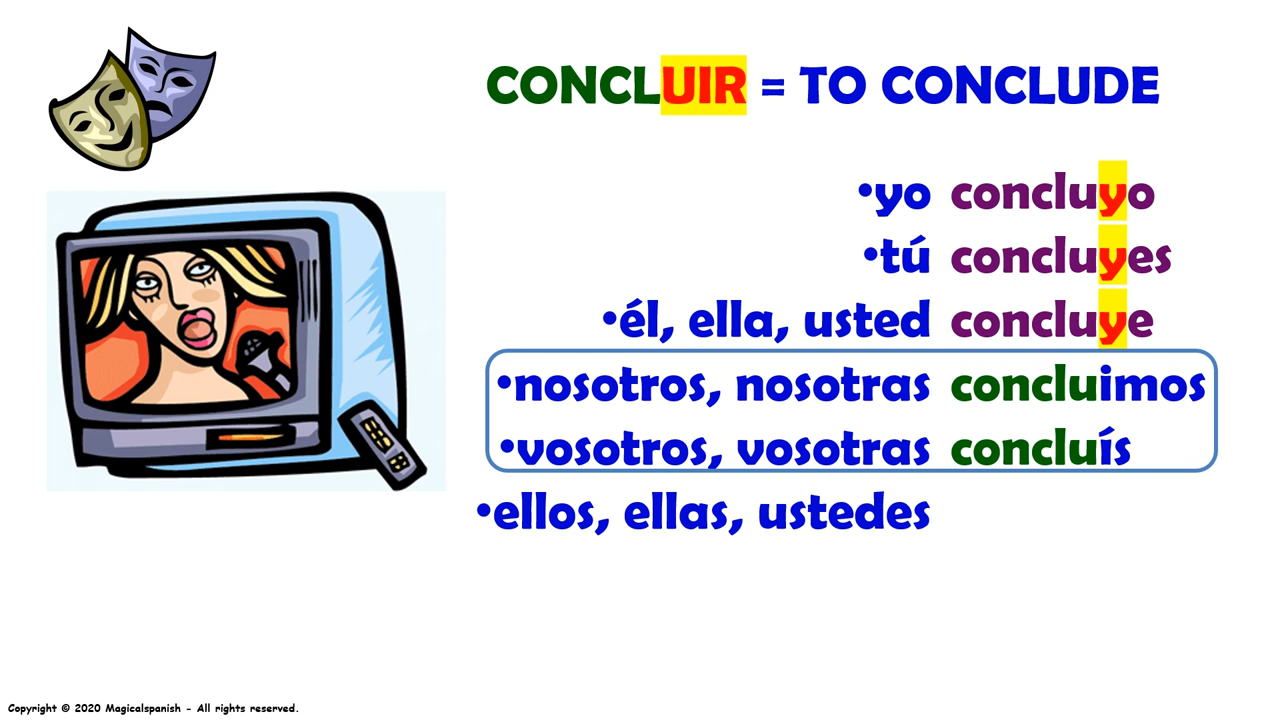 CONCLUIR = TO CONCLUDE
•yo concluyo
•tú concluyes
•él, ella, usted concluye
•nosotros, nosotras concluimos
•vosotros, vosotras concluís
•ellos, ellas, ustedes
Copyright © 2020 Magicalspanish - All rights reserved.